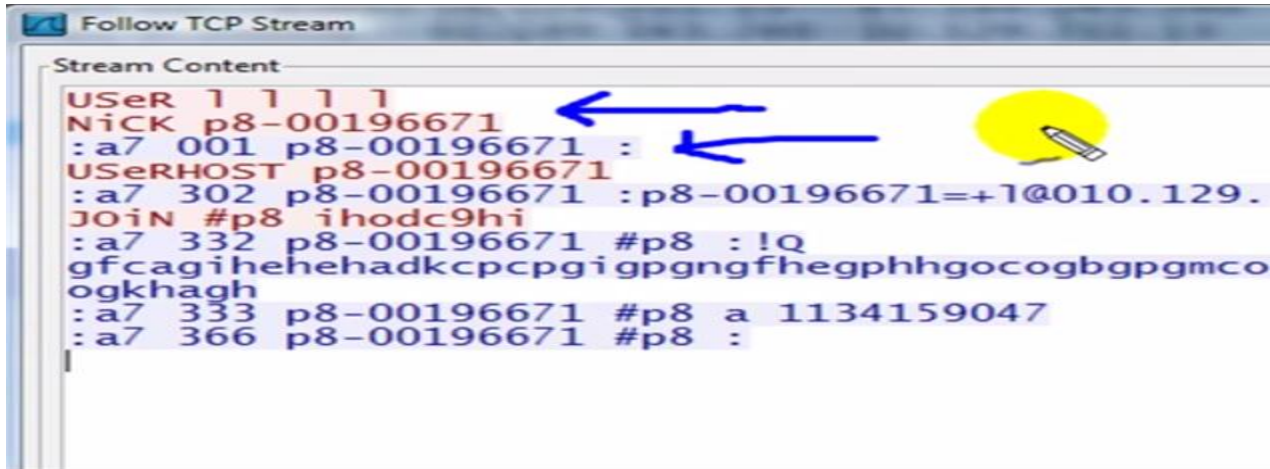 Follow TCP Stream
Stream Content
USeR l l l l
NiCK p8-00196671
:a7 001 p8-00196671 :
USeRHOST p8-00196671
:a7 302 p8-00196671 :p8-00196671=+l@010.129.
JOiN #p8 ihodc9hi
:a7 332 p8-00196671 #p8 :!Q
gfcagihehehadkcpcpgigpgngfhegphhgocogbgpgmco
ogkhagh
:a7 333 p8-00196671 #p8 a 1134159047
:a7 366 p8-00196671 #p8 :